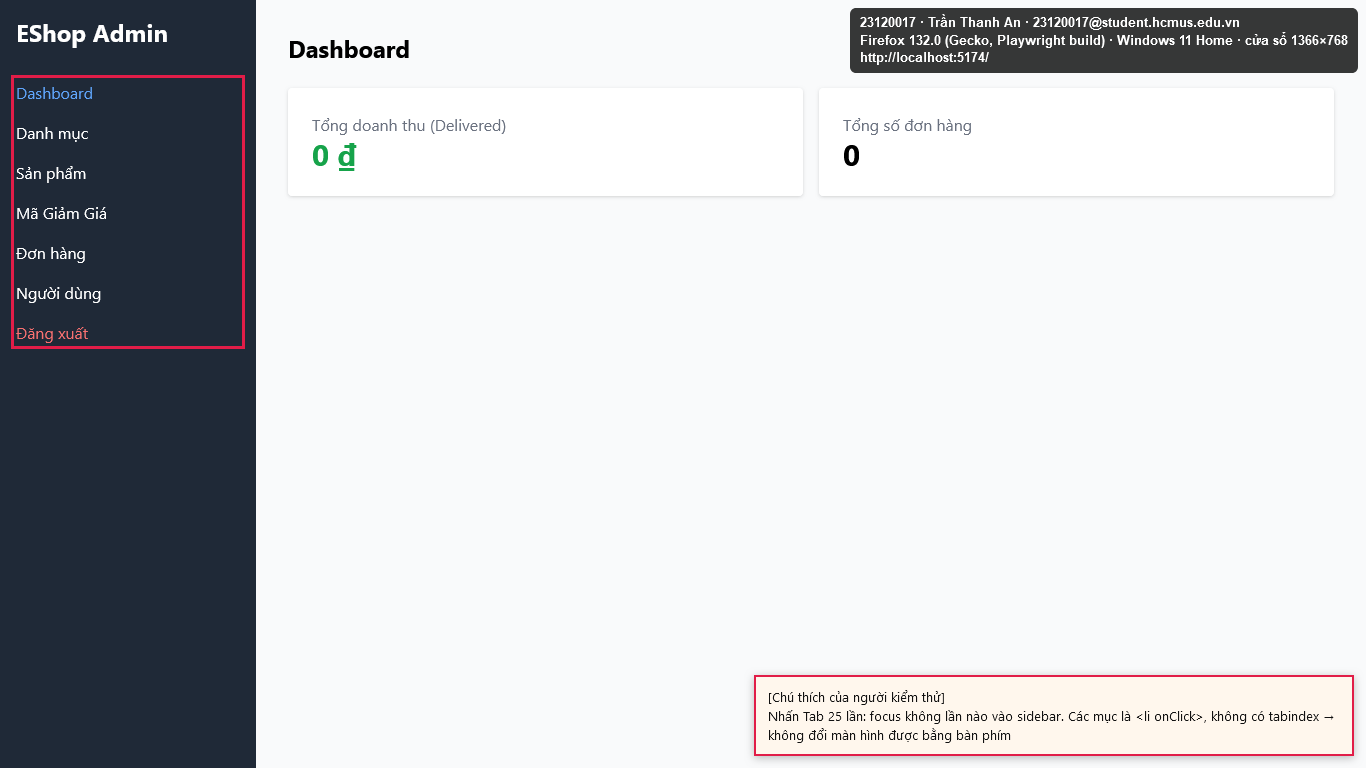 EShop Admin
Dashboard
Danh mục
Sản phẩm
Mã Giảm Giá
Đơn hàng
Người dùng
Đăng xuất
Dashboard
23120017 · Trần Thanh An · 23120017@student.hcmus.edu.vn
Firefox 132.0 (Gecko, Playwright build) · Windows 11 Home · cửa sổ 1366×768
http://localhost:5174/
Tổng doanh thu (Delivered)
0 ₫
Tổng số đơn hàng
0
[Chú thích của người kiểm thử]
Nhấn Tab 25 lần: focus không lần nào vào sidebar. Các mục là <li onClick>, không có tabindex →
không đổi màn hình được bằng bàn phím